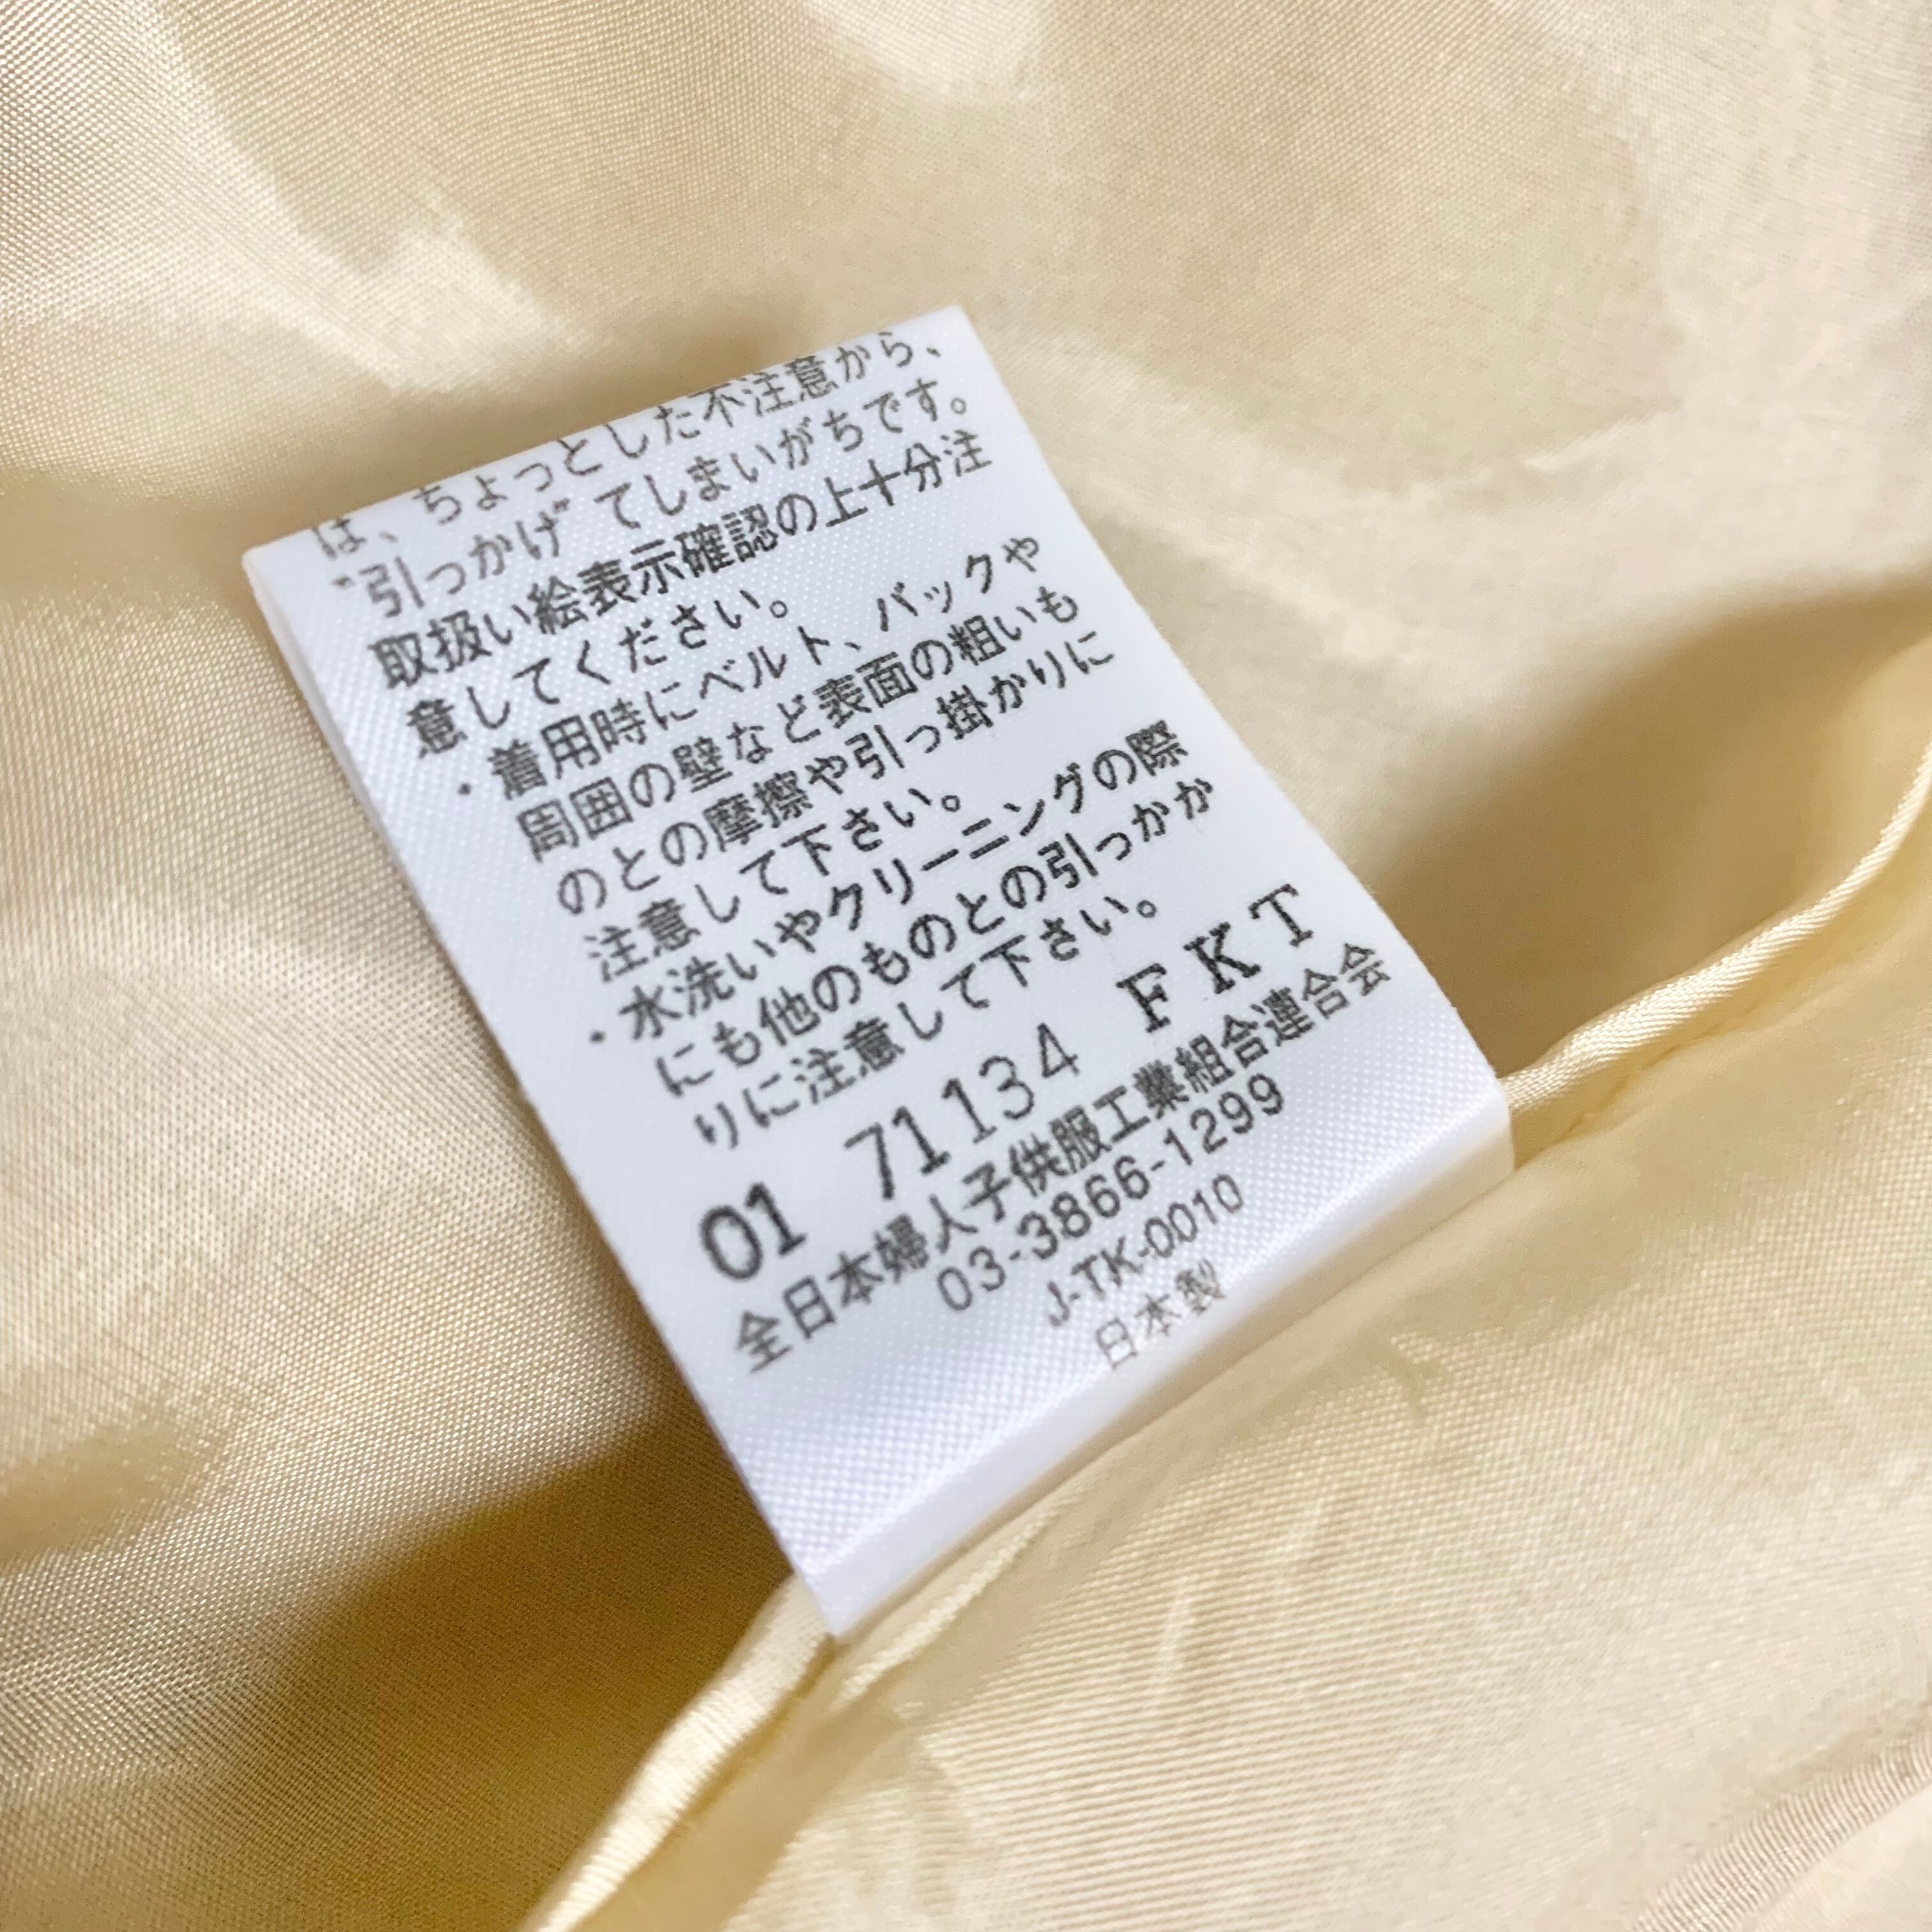 は、ちょっとした不注意から、
"引っかけ"てしまいがちです。
取扱い絵表示確認の上十分注
意してください。
・着用時にベルト、バックや
周囲の壁など表面の粗いも
のとの摩擦や引っ掛かりに
注意して下さい。
・水洗いやクリーニングの際
にも他のものとの引っかか
りに注意して下さい。
01 71134 FKT
全日本婦人子供服工業組合連合会
03-3866-1299
J-TK-0010
日本製